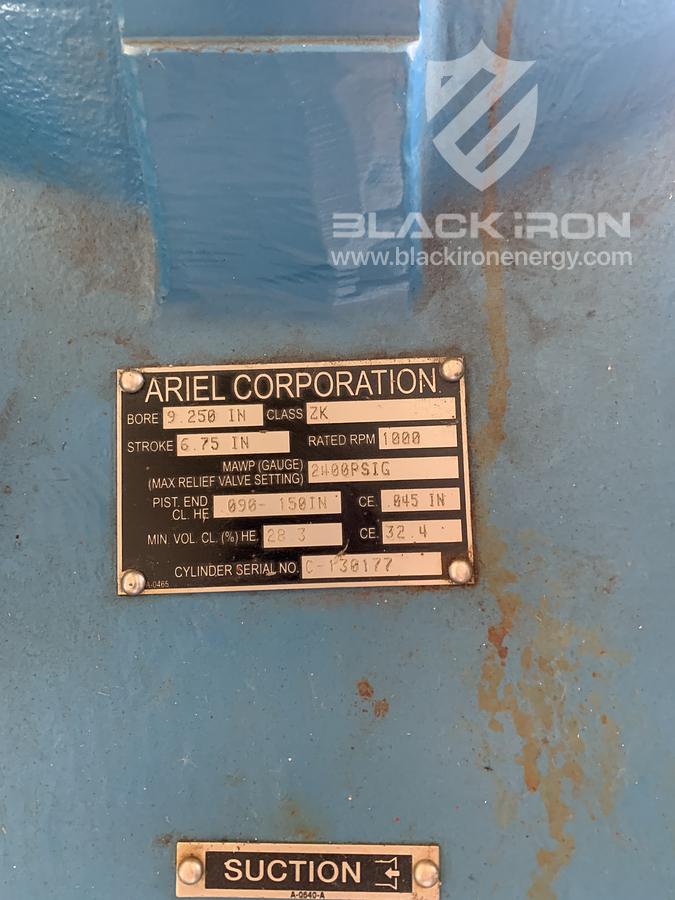 BLACK IRON
www.blackironenergy.com
ARIEL CORPORATION
BORE 9.250 IN CLASS ZK
STROKE 6.75 IN RATED RPM 1000
MAWP (GAUGE)
(MAX RELIEF VALVE SETTING) 2400PSIG
PIST. END
CL. HE .090-.150IN CE. .045 IN
MIN. VOL. CL. (%) HE. 28.3 CE. 32.4
CYLINDER SERIAL NO. C-130177
A-0465
SUCTION
A-0640-A